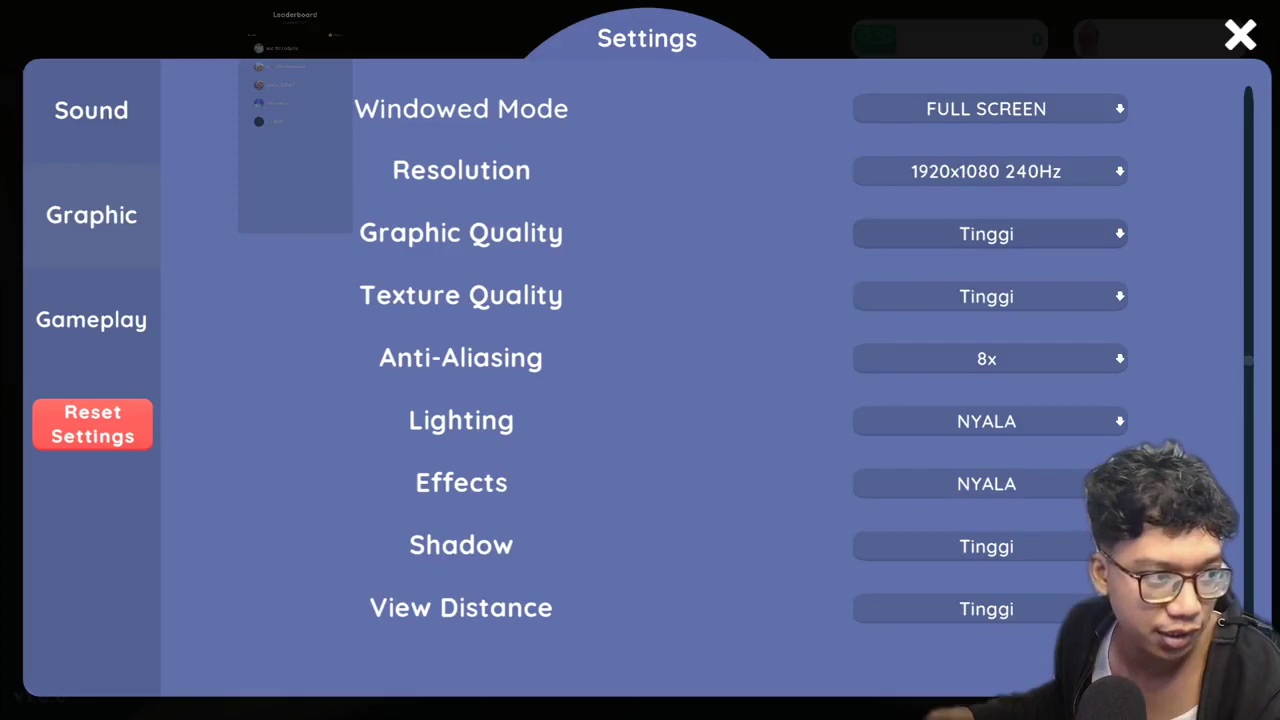 Leaderboard
Settings
0
Sound
Graphic
Gameplay
Reset
Settings
Windowed Mode
FULL SCREEN
Resolution
1920x1080 240Hz
Graphic Quality
Tinggi
Texture Quality
Tinggi
Anti-Aliasing
8x
Lighting
NYALA
Effects
NYALA
Shadow
Tinggi
View Distance
Tinggi